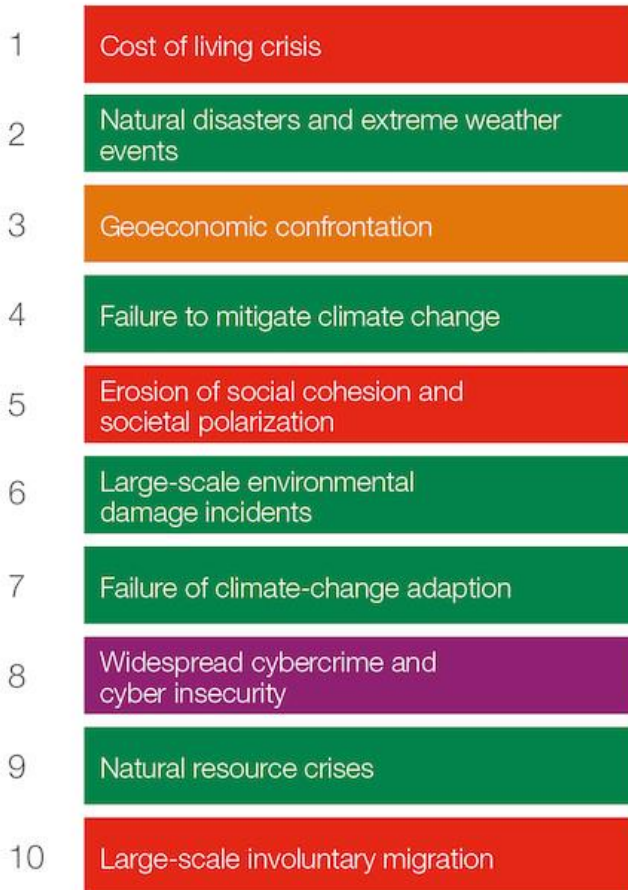 1 Cost of living crisis
2 Natural disasters and extreme weather
events
3 Geoeconomic confrontation
4 Failure to mitigate climate change
5 Erosion of social cohesion and
societal polarization
6 Large-scale environmental
damage incidents
7 Failure of climate-change adaption
8 Widespread cybercrime and
cyber insecurity
9 Natural resource crises
10 Large-scale involuntary migration